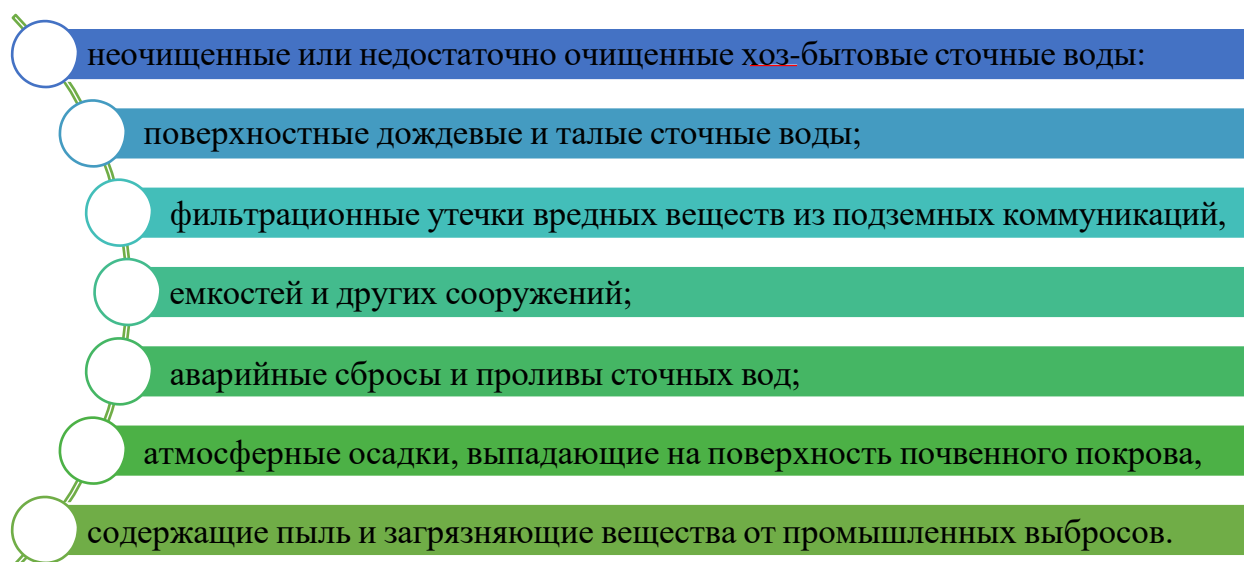 неочищенные или недостаточно очищенные хоз-бытовые сточные воды:
поверхностные дождевые и талые сточные воды;
фильтрационные утечки вредных веществ из подземных коммуникаций,
емкостей и других сооружений;
аварийные сбросы и проливы сточных вод;
атмосферные осадки, выпадающие на поверхность почвенного покрова,
содержащие пыль и загрязняющие вещества от промышленных выбросов.